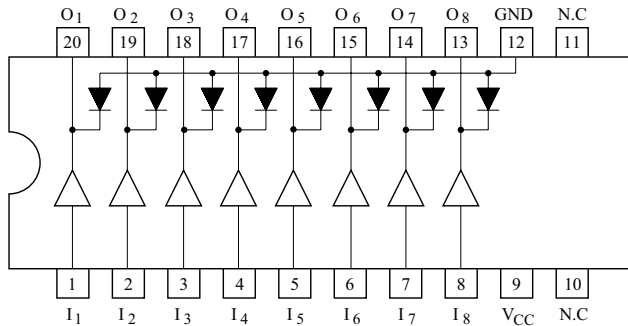 O1 O2 O3 O4 O5 O6 O7 O8 GND N.C
20 19 18 17 16 15 14 13 12 11
1 2 3 4 5 6 7 8 9 10
I1 I2 I3 I4 I5 I6 I7 I8 VCC N.C